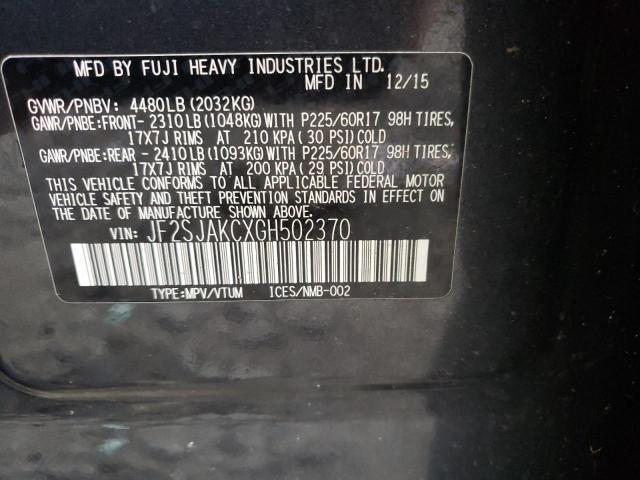 MFD BY FUJI HEAVY INDUSTRIES LTD.
MFD IN 12/15
GVWR/PNBV: 4480LB(2032KG)
GAWR/PNBE:FRONT-2310LB(1048KG)WITH P225/60R17 98H TIRES,
17X7J RIMS AT 210 KPA(30 PSI)COLD
GAWR/PNBE:REAR -2410LB(1093KG)WITH P225/60R17 98H TIRES,
17X7J RIMS AT 200 KPA(29 PSI)COLD
THIS VEHICLE CONFORMS TO ALL APPLICABLE FEDERAL MOTOR
VEHICLE SAFETY AND THEFT PREVENTION STANDARDS IN EFFECT ON
THE DATE OF MANUFACTURE SHOWN ABOVE.
VIN: JF2SJAKCXGH502370
TYPE:MPV/VTUM ICES/NMB-002